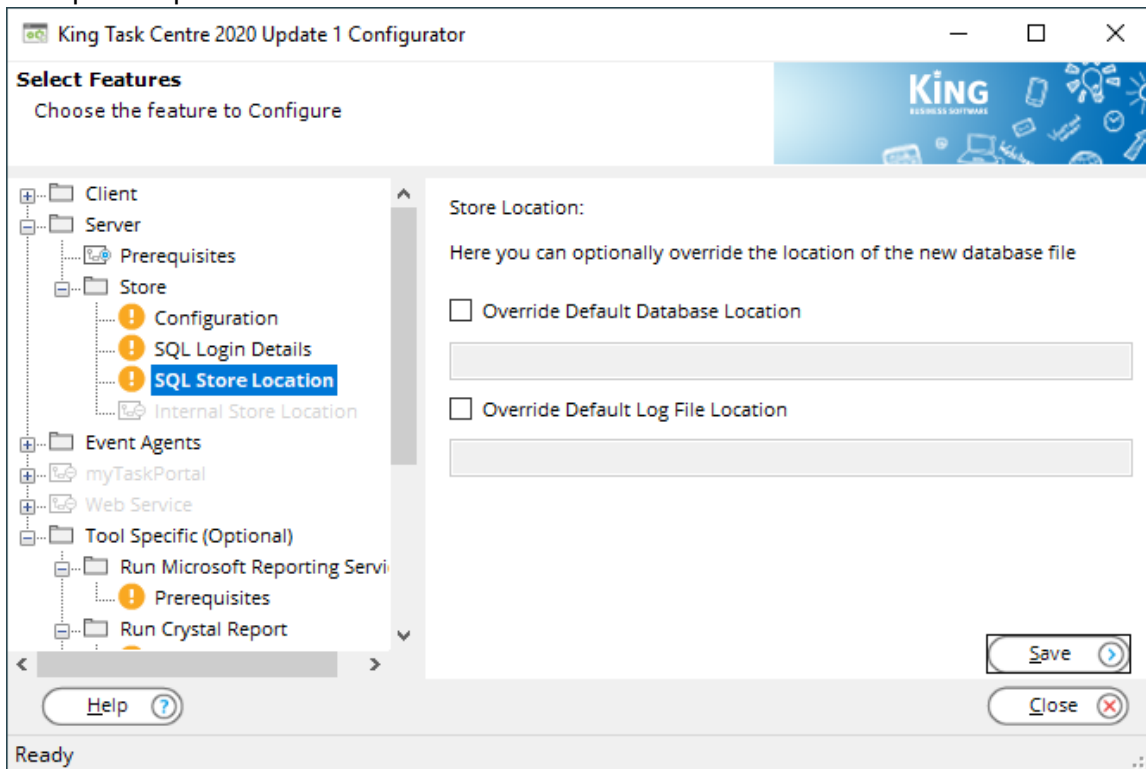 King Task Centre 2020 Update 1 Configurator
Select Features
Choose the feature to Configure
KING
BUSINESS SOFTWARE
Client
Server
Prerequisites
Store
Configuration
SQL Login Details
SQL Store Location
Internal Store Location
Event Agents
myTaskPortal
Web Service
Tool Specific (Optional)
Run Microsoft Reporting Servi
Prerequisites
Run Crystal Report
Store Location:
Here you can optionally override the location of the new database file
Override Default Database Location
Override Default Log File Location
Save
Help
Close
Ready